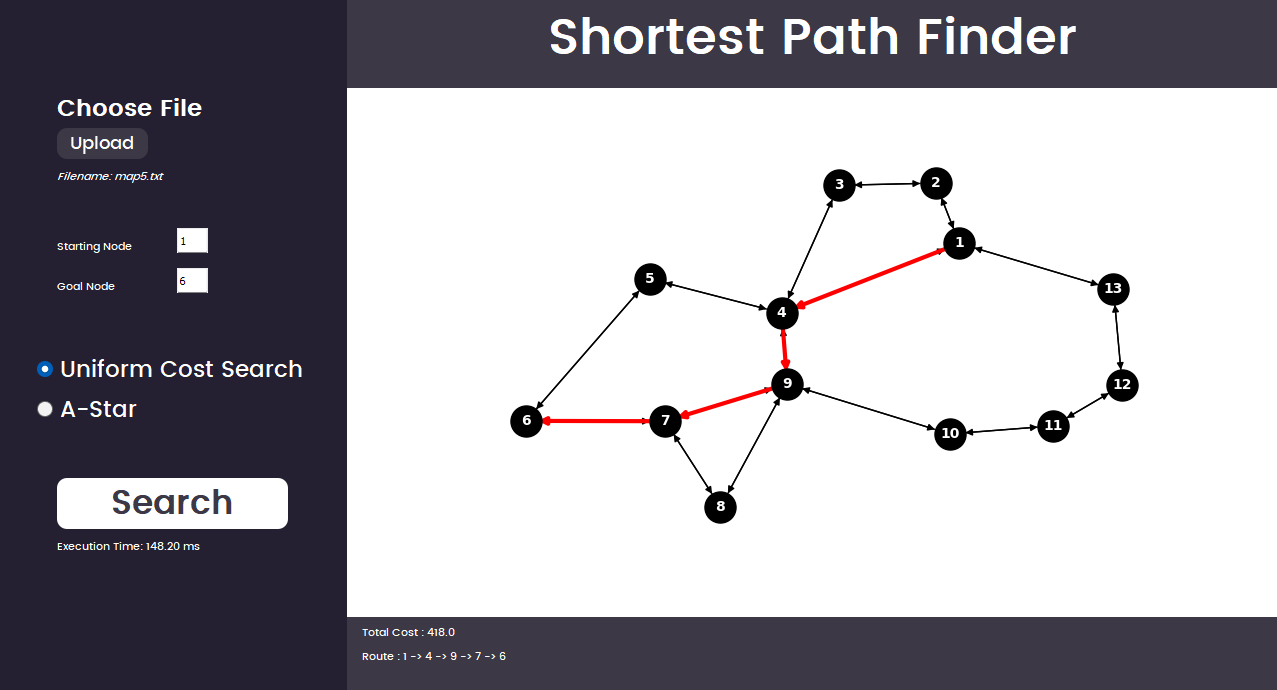 Shortest Path Finder
Choose File
Upload
Filename: map5.txt
Starting Node 1
Goal Node 6
Uniform Cost Search
A-Star
Search
Execution Time: 148.20 ms
3
2
1
5
13
4
9
12
6
7
10
11
8
Total Cost : 418.0
Route : 1 -> 4 -> 9 -> 7 -> 6